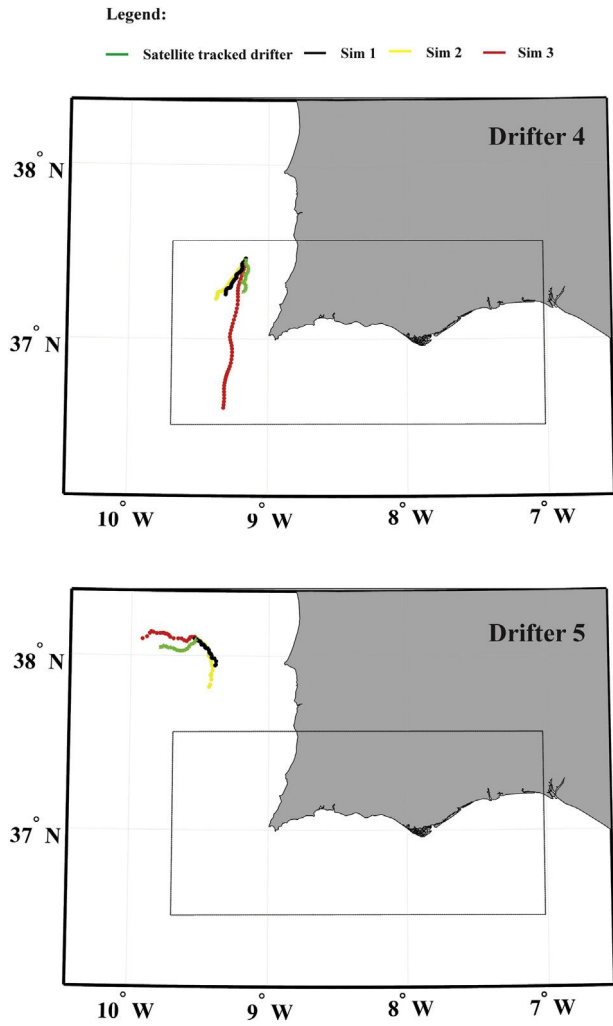 Legend:
Satellite tracked drifter Sim 1 Sim 2 Sim 3
Drifter 4
38° N
37° N
10° W 9° W 8° W 7° W
Drifter 5
38° N
37° N
10° W 9° W 8° W 7° W